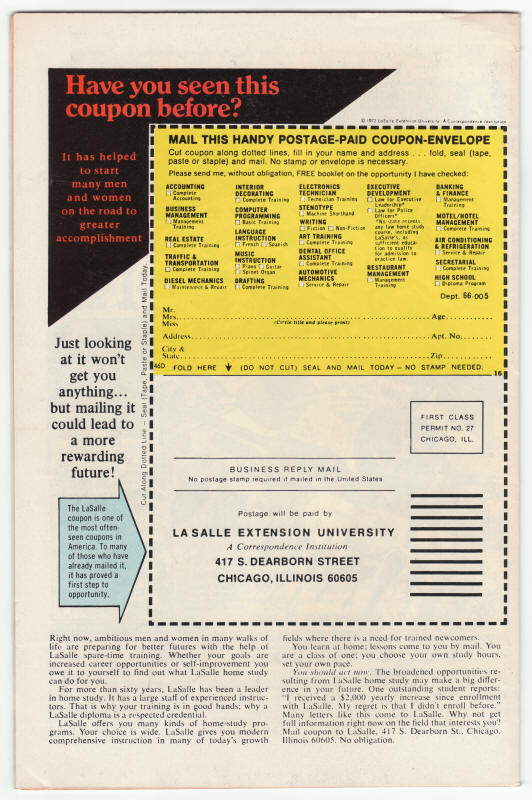 Have you seen this
coupon before?
© 1972 LaSalle Extension University. A Correspondence Institution
It has helped
to start
many men
and women
on the road to
greater
accomplishment
MAIL THIS HANDY POSTAGE-PAID COUPON-ENVELOPE
Cut coupon along dotted lines, fill in your name and address . . . fold, seal (tape,
paste or staple) and mail. No stamp or envelope is necessary.
Please send me, without obligation, FREE booklet on the opportunity I have checked:
ACCOUNTING
Complete
Accounting
BUSINESS
MANAGEMENT
Management
Training
REAL ESTATE
Complete Training
TRAFFIC &
TRANSPORTATION
Complete Training
DIESEL MECHANICS
Maintenance & Repair
INTERIOR
DECORATING
Complete Training
COMPUTER
PROGRAMMING
Basic Training
LANGUAGE
INSTRUCTION
French Spanish
MUSIC
INSTRUCTION
Piano Guitar
Spinet Organ
DRAFTING
Complete Training
ELECTRONICS
TECHNICIAN
Technician Training
STENOTYPE
Machine Shorthand
WRITING
Fiction Non-Fiction
ART TRAINING
Complete Training
DENTAL OFFICE
ASSISTANT
Complete Training
AUTOMOTIVE
MECHANICS
Service & Repair
EXECUTIVE
DEVELOPMENT
Law for Executive
Leadership*
Law for Police
Officers*
*No state accepts
any law home study
course, including
LaSalle's, as
sufficient educa-
tion to qualify
for admission to
practice law.
RESTAURANT
MANAGEMENT
Management
Training
BANKING
& FINANCE
Management
Training
MOTEL/HOTEL
MANAGEMENT
Complete Training
AIR CONDITIONING
& REFRIGERATION
Service & Repair
SECRETARIAL
Complete Training
HIGH SCHOOL
Diploma Program
Dept. 66-005
Mr.
Mrs. Age
Miss (Circle title and please print)
Address Apt. No.
City &
State Zip
46D FOLD HERE (DO NOT CUT) SEAL AND MAIL TODAY – NO STAMP NEEDED.
16
Cut Along Dotted Line – Seal (Tape, Paste or Staple) and Mail Today.
Just looking
at it won't
get you
anything...
but mailing it
could lead to
a more
rewarding
future!
FIRST CLASS
PERMIT NO. 27
CHICAGO, ILL.
BUSINESS REPLY MAIL
No postage stamp required if mailed in the United States
Postage will be paid by
LA SALLE EXTENSION UNIVERSITY
A Correspondence Institution
417 S. DEARBORN STREET
CHICAGO, ILLINOIS 60605
The LaSalle
coupon is one of
the most often-
seen coupons in
America. To many
of those who have
already mailed it,
it has proved a
first step to
opportunity.
Right now, ambitious men and women in many walks of
life are preparing for better futures with the help of
LaSalle spare-time training. Whether your goals are
increased career opportunities or self-improvement you
owe it to yourself to find out what LaSalle home study
can do for you.
For more than sixty years, LaSalle has been a leader
in home study. It has a large staff of experienced instruc-
tors. That is why your training is in good hands; why a
LaSalle diploma is a respected credential.
LaSalle offers you many kinds of home-study pro-
grams. Your choice is wide. LaSalle gives you modern
comprehensive instruction in many of today's growth
fields where there is a need for trained newcomers.
You learn at home; lessons come to you by mail. You
are a class of one; you choose your own study hours,
set your own pace.
You should act now. The broadened opportunities re-
sulting from LaSalle home study may make a big differ-
ence in your future. One outstanding student reports:
"I received a $2,000 yearly increase since enrollment
with LaSalle. My regret is that I didn't enroll before."
Many letters like this come to LaSalle. Why not get
full information right now on the field that interests you?
Mail coupon to LaSalle, 417 S. Dearborn St., Chicago,
Illinois 60605. No obligation.